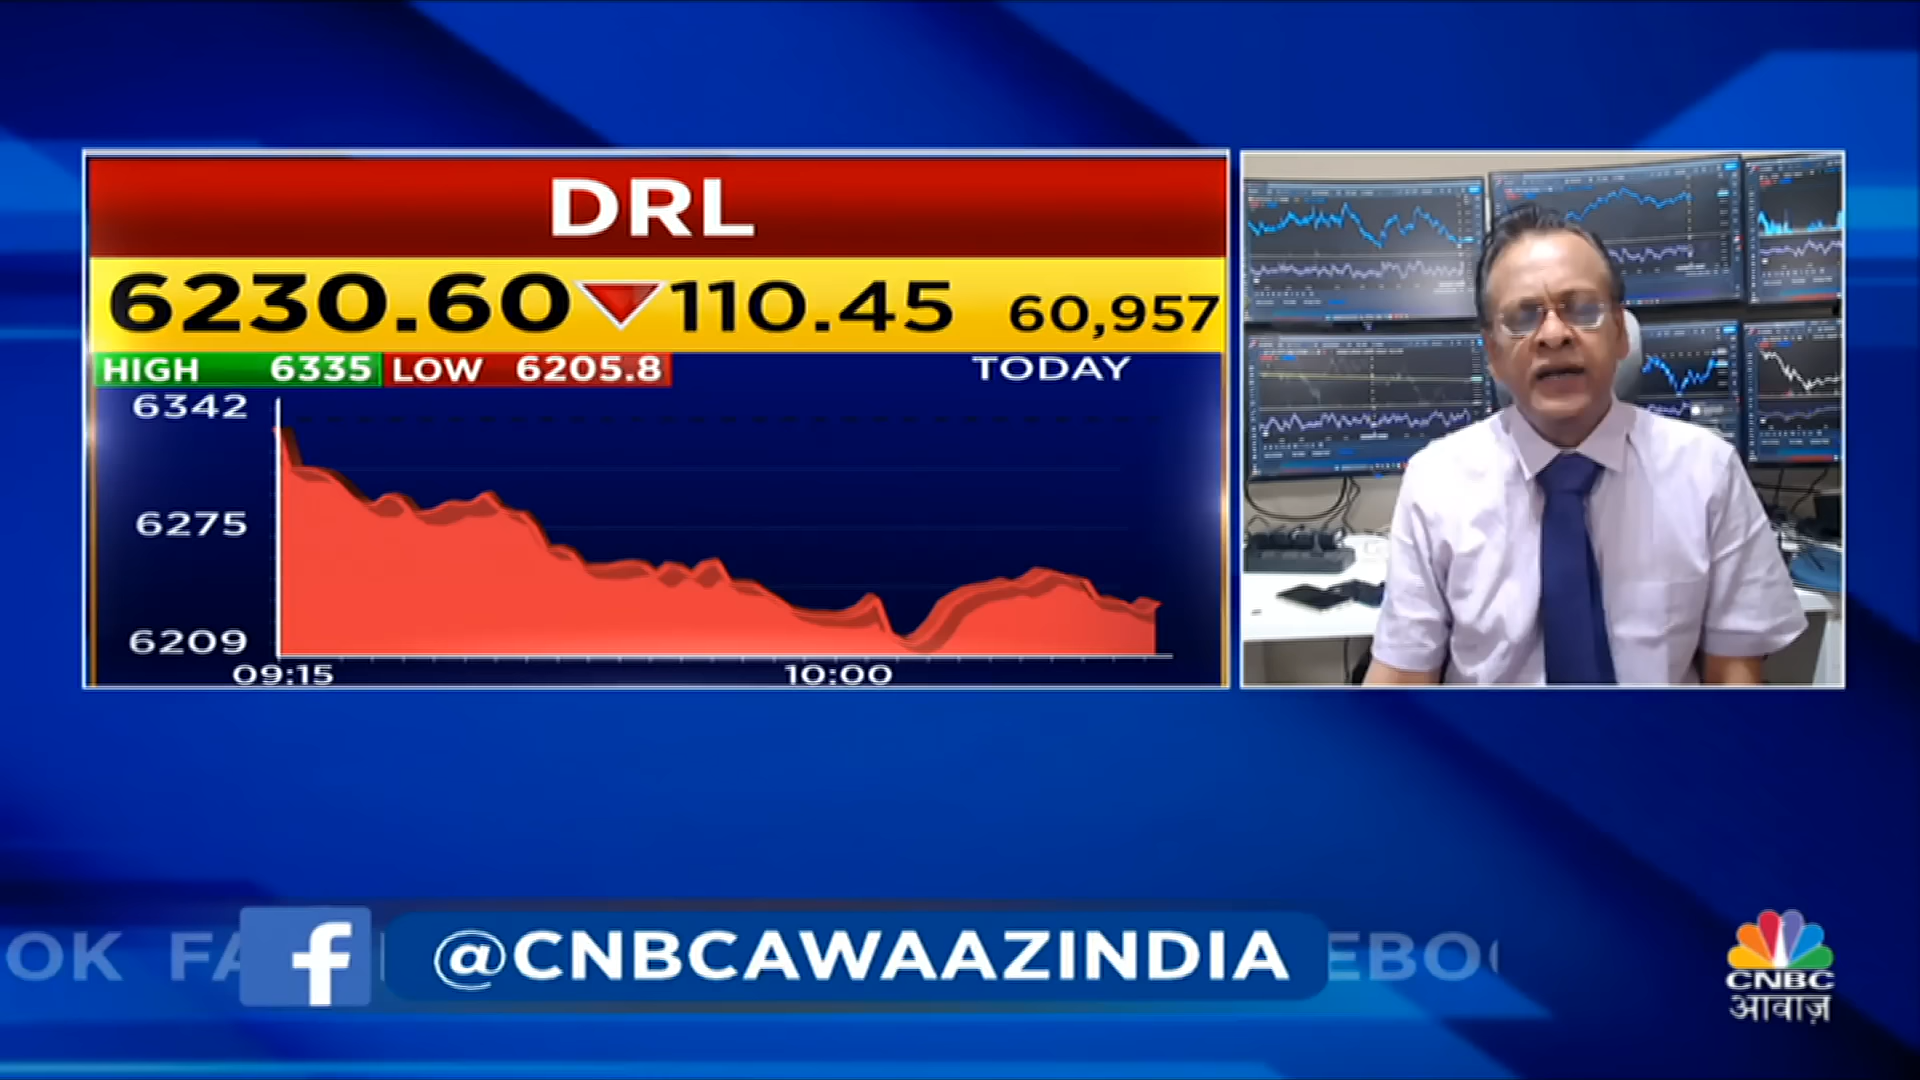 DRL
6230.60 110.45 60,957
HIGH 6335 LOW 6205.8 TODAY
6342
6275
6209
09:15 10:00
OK FA f @CNBCAWAAZINDIA EBO
CNBC
आवाज़